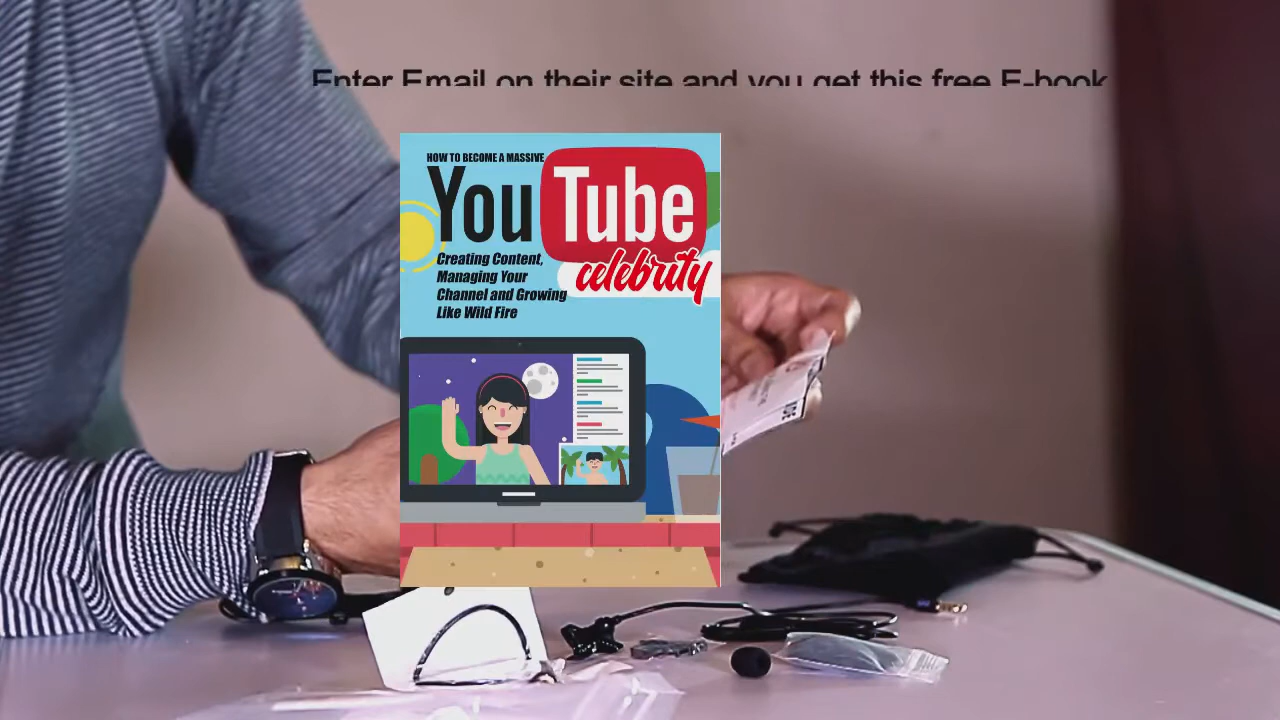 Enter Email on their site and you get this free E-book
HOW TO BECOME A MASSIVE
YouTube
celebrity
Creating Content,
Managing Your
Channel and Growing
Like Wild Fire